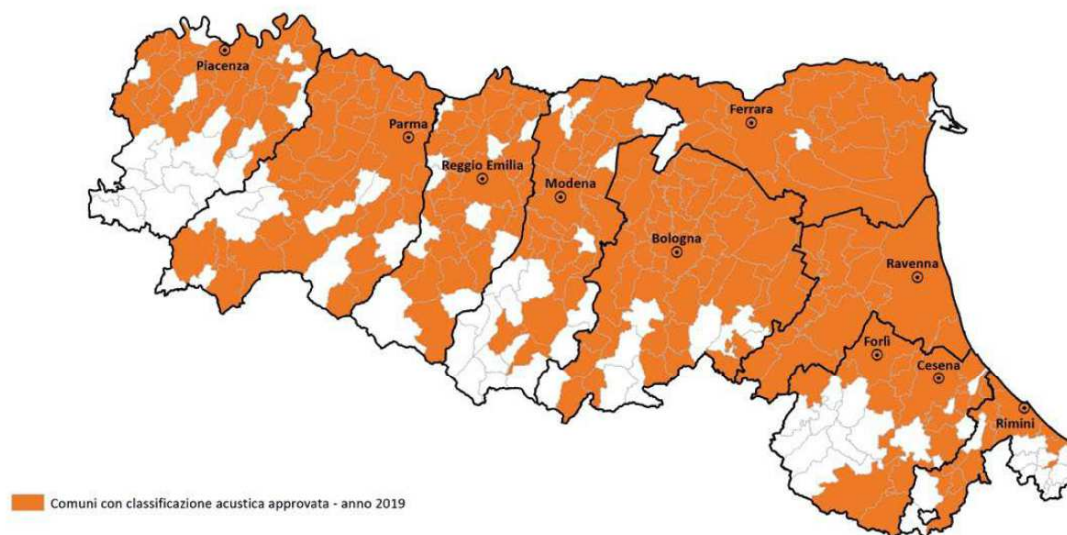 Piacenza
Parma
Reggio Emilia
Modena
Ferrara
Bologna
Ravenna
Forlì
Cesena
Rimini
Comuni con classificazione acustica approvata - anno 2019